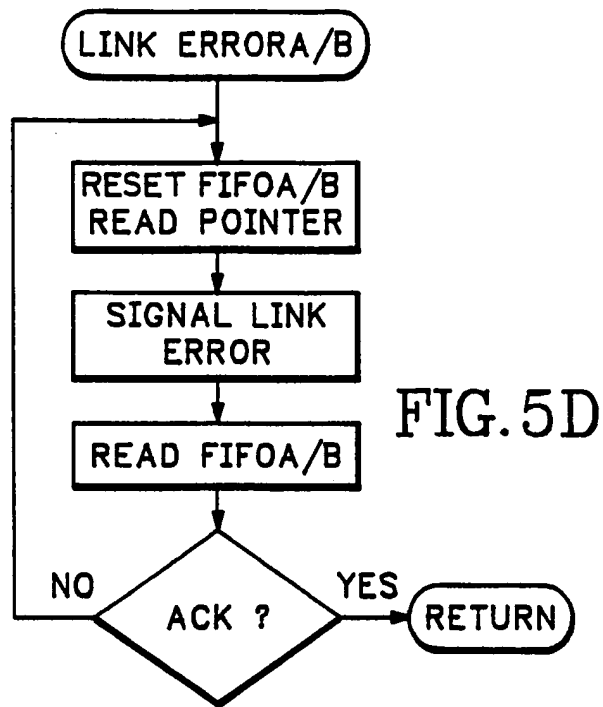 LINK ERRORA/B
RESET FIFOA/B
READ POINTER
SIGNAL LINK
ERROR
READ FIFOA/B
FIG. 5D
NO
ACK ?
YES
RETURN